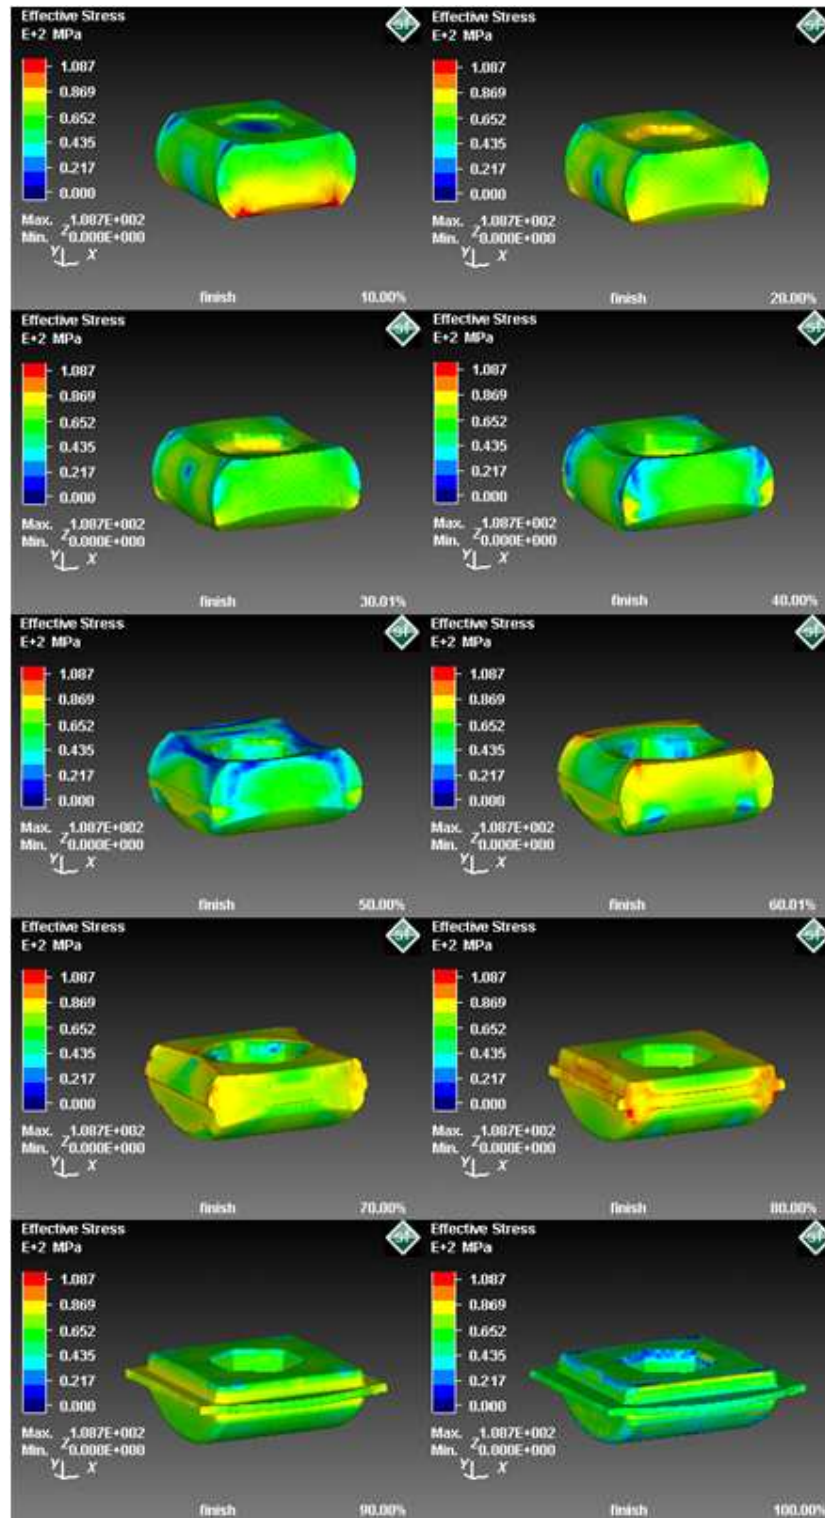 Effective Stress
E+2 MPa
1.087
0.869
0.652
0.435
0.217
0.000
Max. 1.087E+002
Min. 0.000E+000
Z
Y X
finish 10.00%
Effective Stress
E+2 MPa
1.087
0.869
0.652
0.435
0.217
0.000
Max. 1.087E+002
Min. 0.000E+000
Z
Y X
finish 20.00%
Effective Stress
E+2 MPa
1.087
0.869
0.652
0.435
0.217
0.000
Max. 1.087E+002
Min. 0.000E+000
Z
Y X
finish 30.01%
Effective Stress
E+2 MPa
1.087
0.869
0.652
0.435
0.217
0.000
Max. 1.087E+002
Min. 0.000E+000
Z
Y X
finish 40.00%
Effective Stress
E+2 MPa
1.087
0.869
0.652
0.435
0.217
0.000
Max. 1.087E+002
Min. 0.000E+000
Z
Y X
finish 50.00%
Effective Stress
E+2 MPa
1.087
0.869
0.652
0.435
0.217
0.000
Max. 1.087E+002
Min. 0.000E+000
Z
Y X
finish 60.01%
Effective Stress
E+2 MPa
1.087
0.869
0.652
0.435
0.217
0.000
Max. 1.087E+002
Min. 0.000E+000
Z
Y X
finish 70.00%
Effective Stress
E+2 MPa
1.087
0.869
0.652
0.435
0.217
0.000
Max. 1.087E+002
Min. 0.000E+000
Z
Y X
finish 80.00%
Effective Stress
E+2 MPa
1.087
0.869
0.652
0.435
0.217
0.000
Max. 1.087E+002
Min. 0.000E+000
Z
Y X
finish 90.00%
Effective Stress
E+2 MPa
1.087
0.869
0.652
0.435
0.217
0.000
Max. 1.087E+002
Min. 0.000E+000
Z
Y X
finish 100.00%